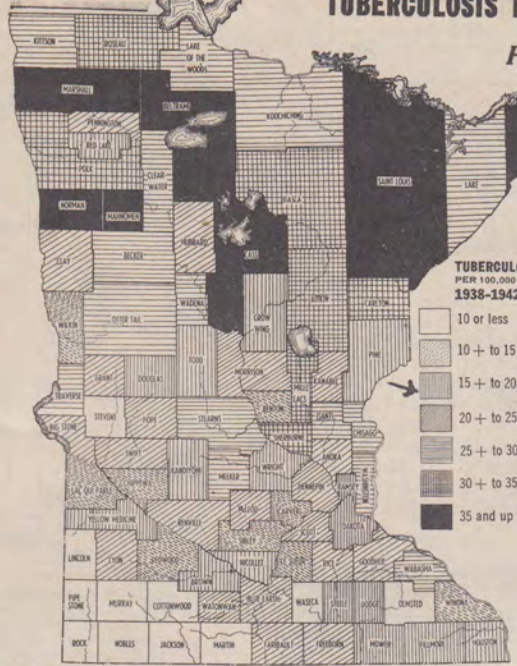 TUBERCULOSIS
KITTSON
ROSEAU
LAKE
OF THE
WOODS
MARSHALL
BELTRAMI
KOOCHICHING
PENNINGTON
RED LAKE
POLK
CLEAR-
WATER
ITASCA
SAINT LOUIS
LAKE
NORMAN
MAHNOMEN
HUBBARD
CASS
CLAY
BECKER
WADENA
CROW
WING
AITKIN
CARLTON
WILKIN
OTTER TAIL
TODD
PINE
GRANT
DOUGLAS
MORRISON
MILLE
LACS
KANABEC
TRAVERSE
STEVENS
POPE
STEARNS
BENTON
ISANTI
CHISAGO
BIG STONE
SHERBURNE
SWIFT
KANDIYOHI
MEEKER
WRIGHT
ANOKA
WASHINGTON
LAC QUI PARLE
CHIPPEWA
HENNEPIN
RAMSEY
YELLOW MEDICINE
RENVILLE
McLEOD
CARVER
DAKOTA
SIBLEY
LINCOLN
LYON
REDWOOD
NICOLLET
RICE
GOODHUE
WABASHA
BROWN
PIPE
STONE
MURRAY
COTTONWOOD
WATONWAN
BLUE EARTH
WASECA
STEELE
DODGE
OLMSTED
WINONA
ROCK
NOBLES
JACKSON
MARTIN
FARIBAULT
FREEBORN
MOWER
FILLMORE
HOUSTON
PER 100,000
1938-1942
10 or less
10 + to 15
15 + to 20
20 + to 25
25 + to 30
30 + to 35
35 and up